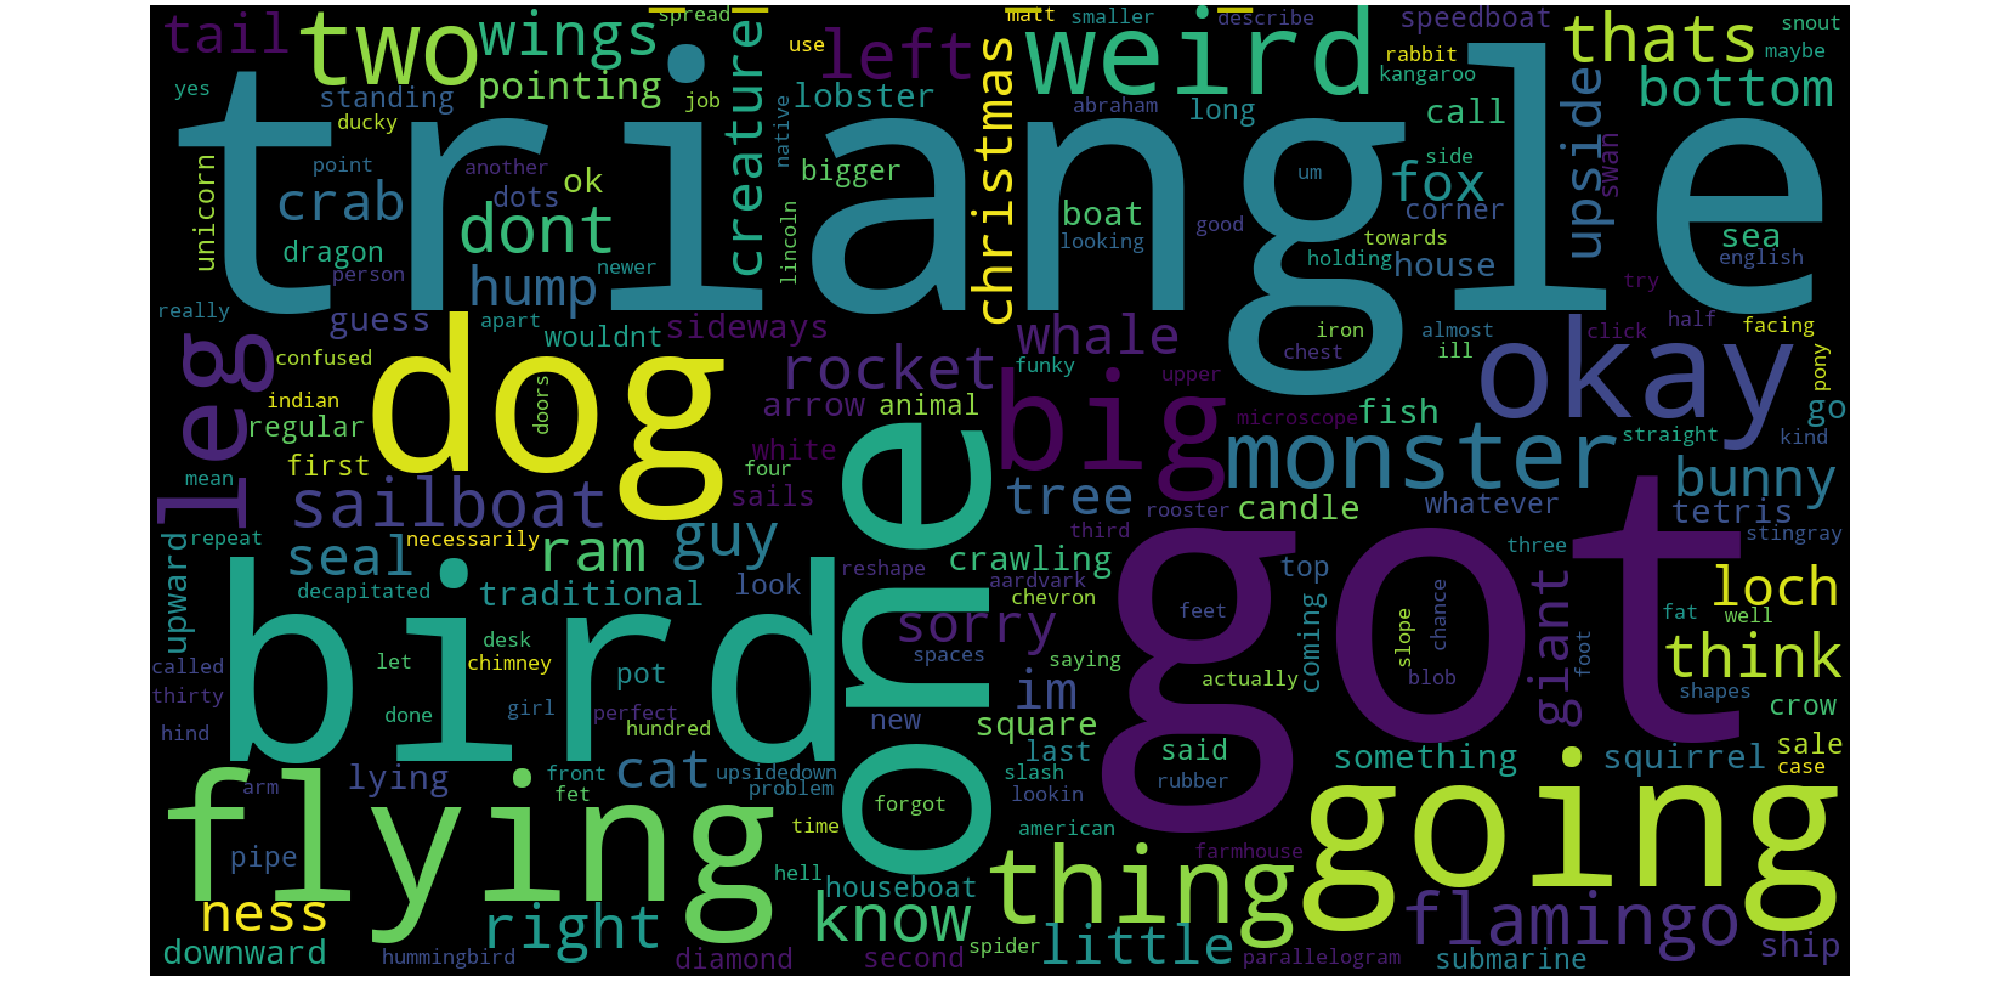 tail
two
wings
spread
creature
use
left
matt
smaller
describe
weird
speedboat
thats
snout
maybe
yes
standing
pointing
job
lobster
christmas
abraham
long
rabbit
kangaroo
call
upside
bottom
ducky
native
triangle
unicorn
point
another
crab
dots
ok
bigger
um
side
fox
swan
dont
boat
good
corner
dragon
lincoln
looking
towards
sea
person
hump
newer
holding
house
english
try
really
guess
apart
wouldnt
sideways
whale
iron
almost
click
half
facing
leg
confused
dog
doors
rocket
funky
chest
ill
okay
pony
indian
arrow
animal
big
upper
microscope
fish
go
regular
white
monster
straight
kind
first
four
mean
sailboat
sails
one
tree
rooster
candle
whatever
bunny
tetris
repeat
upward
seal
necessarily
ram
guy
crawling
third
got
three
stingray
decapitated
traditional
look
reshape
aardvark
chevron
top
giant
loch
bird
desk
sorry
feet
coming
slope
chance
fat
well
called
let
chimney
pot
spaces
saying
foot
think
thirty
girl
perfect
im
actually
blob
shapes
hind
done
hundred
new
square
crow
last
said
something
squirrel
sale
arm
lying
front
cat
upsidedown
slash
rubber
case
flying
fet
problem
lookin
going
forgot
time
american
pipe
hell
houseboat
thing
farmhouse
ness
right
know
flamingo
downward
hummingbird
diamond
second
spider
little
parallelogram
submarine
ship